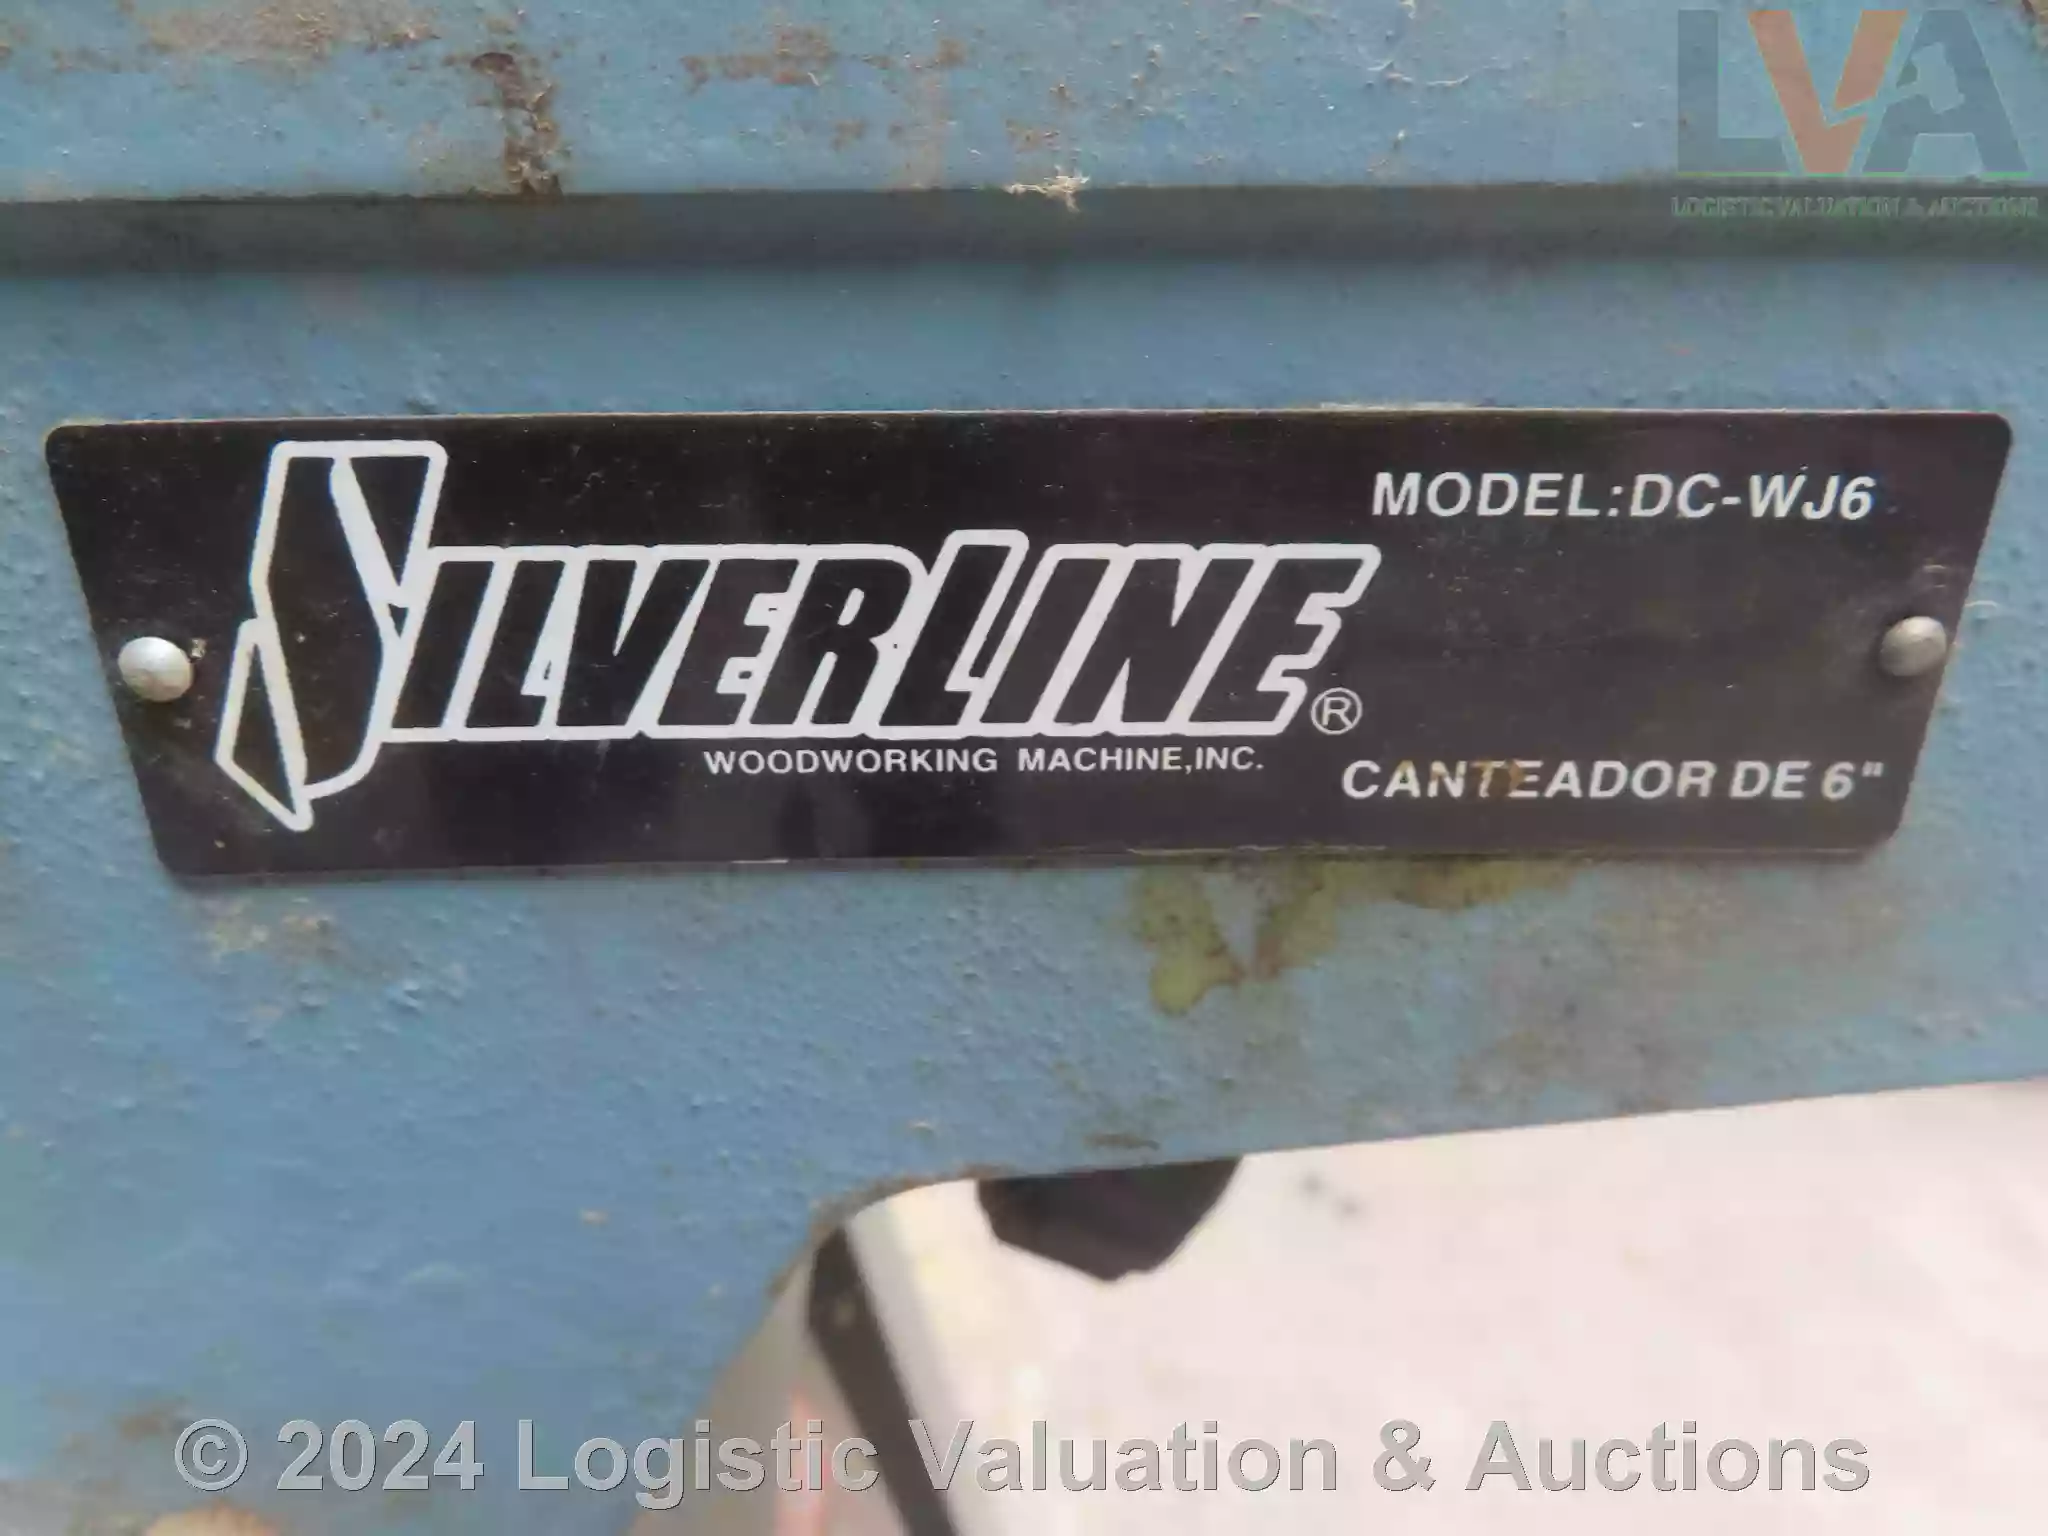 LVA
LOGISTIC VALUATION & AUCTIONS
MODEL:DC-WJ6
SILVERLINE®
WOODWORKING MACHINE,INC.
CANTEADOR DE 6"
© 2024 Logistic Valuation & Auctions